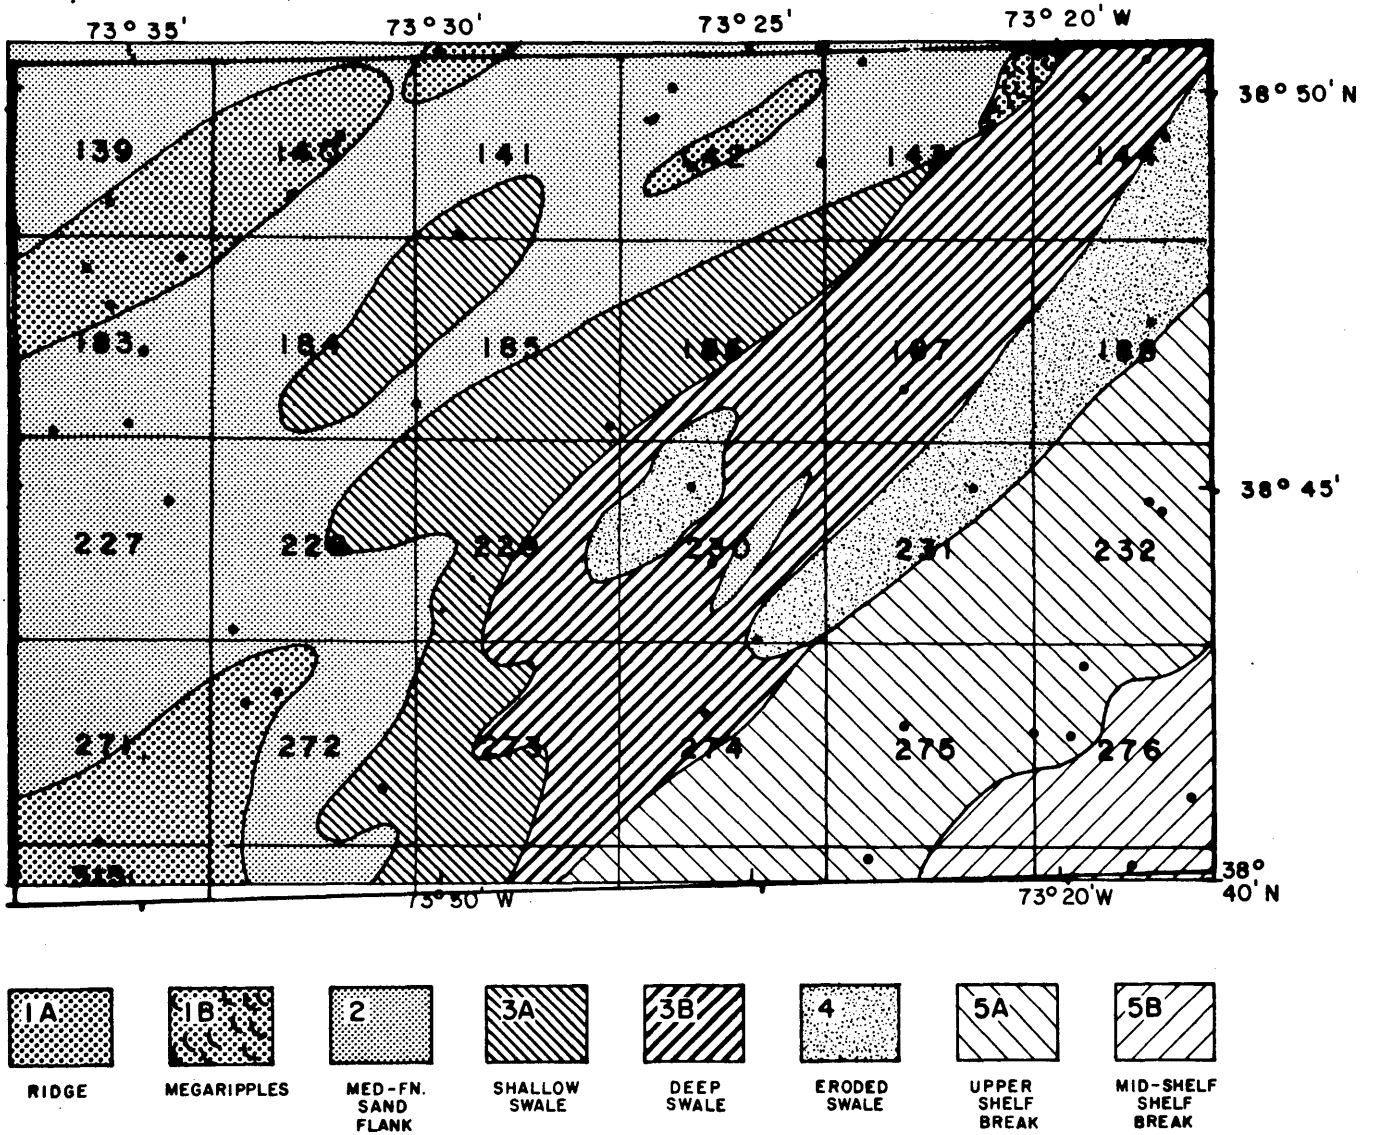 73° 35' 73° 30' 73° 25' 73° 20' W
38° 50' N
139 141 142 143 144
183 184 185 186 187 188
38° 45'
227 228 229 230 231 232
271 272 273 274 275 276
38°
40' N
73° 50' W 73° 20' W
1A 1B 2 3A 3B 4 5A 5B
RIDGE MEGARIPPLES MED-FN. SHALLOW DEEP ERODED UPPER MID-SHELF
SAND SWALE SWALE SWALE SHELF SHELF
FLANK BREAK BREAK